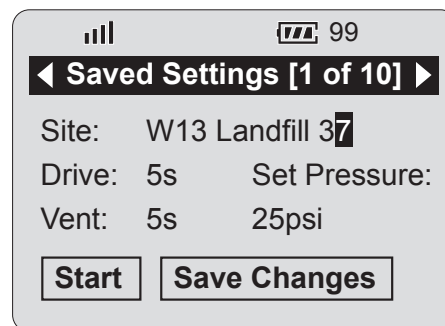 99
Saved Settings [1 of 10]
Site: W13 Landfill 37
Drive: 5s Set Pressure:
Vent: 5s 25psi
Start Save Changes